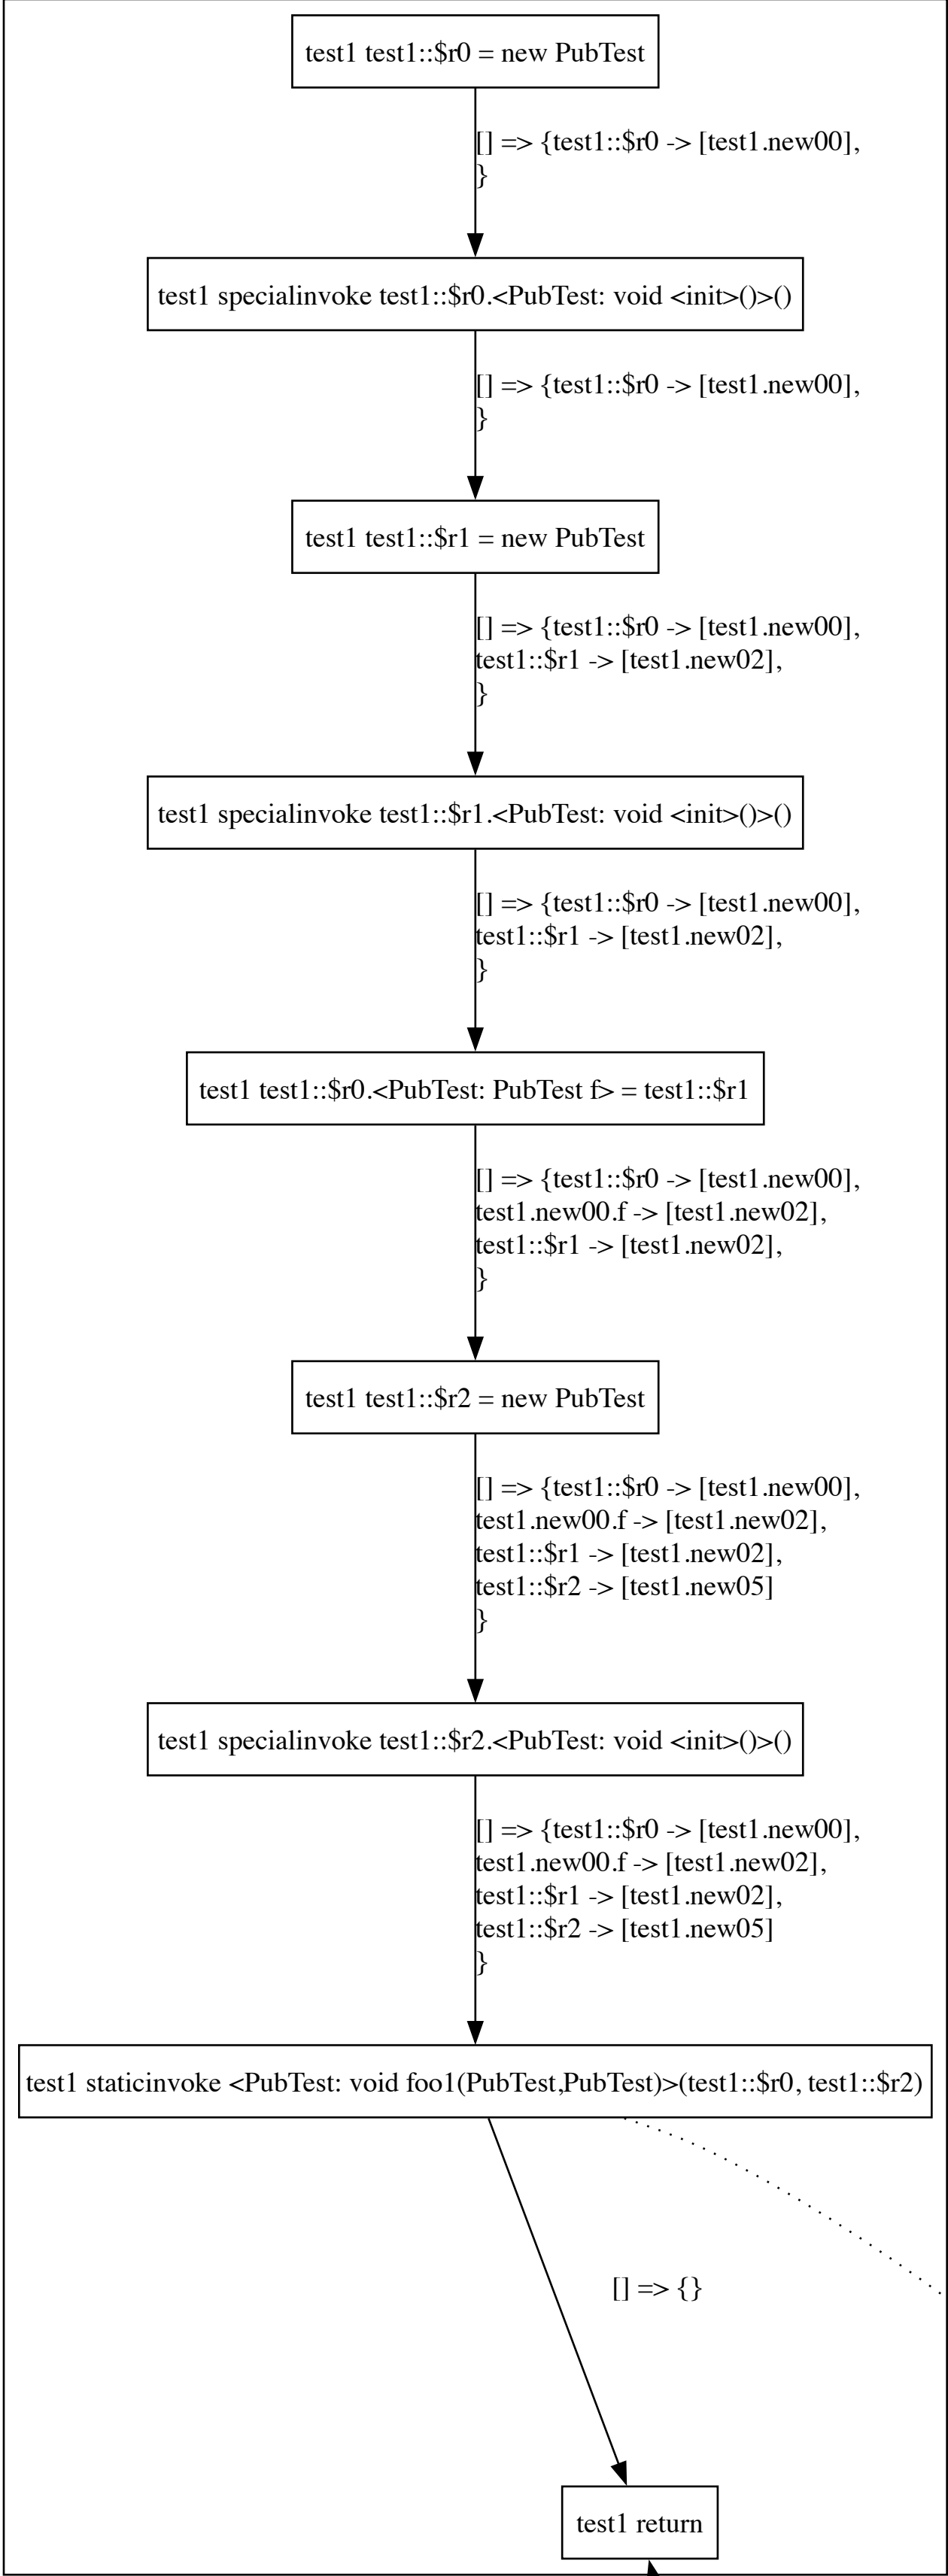 test1 test1::$r0 = new PubTest
[] => {test1::$r0 -> [test1.new00],
}
test1 specialinvoke test1::$r0.<PubTest: void <init>()>()
[] => {test1::$r0 -> [test1.new00],
}
test1 test1::$r1 = new PubTest
[] => {test1::$r0 -> [test1.new00],
test1::$r1 -> [test1.new02],
}
test1 specialinvoke test1::$r1.<PubTest: void <init>()>()
[] => {test1::$r0 -> [test1.new00],
test1::$r1 -> [test1.new02],
}
test1 test1::$r0.<PubTest: PubTest f> = test1::$r1
[] => {test1::$r0 -> [test1.new00],
test1.new00.f -> [test1.new02],
test1::$r1 -> [test1.new02],
}
test1 test1::$r2 = new PubTest
[] => {test1::$r0 -> [test1.new00],
test1.new00.f -> [test1.new02],
test1::$r1 -> [test1.new02],
test1::$r2 -> [test1.new05]
}
test1 specialinvoke test1::$r2.<PubTest: void <init>()>()
[] => {test1::$r0 -> [test1.new00],
test1.new00.f -> [test1.new02],
test1::$r1 -> [test1.new02],
test1::$r2 -> [test1.new05]
}
test1 staticinvoke <PubTest: void foo1(PubTest,PubTest)>(test1::$r0, test1::$r2)
[] => {}
test1 return